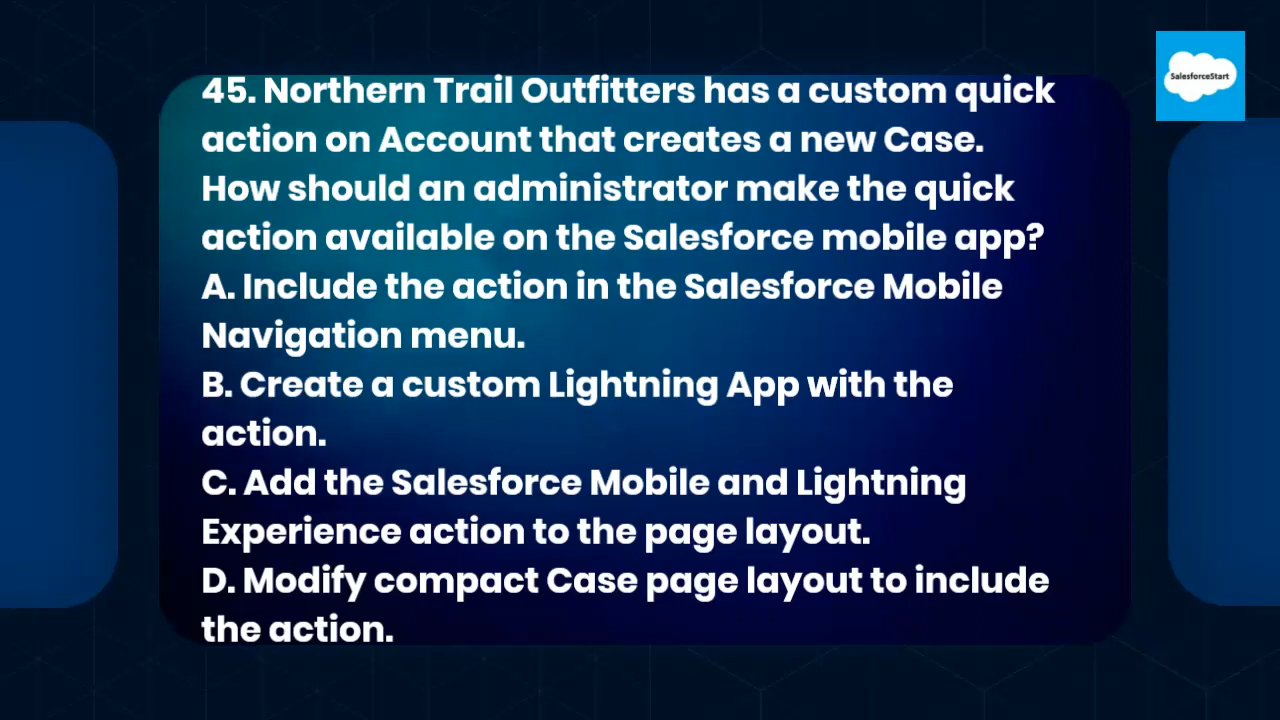 45. Northern Trail Outfitters has a custom quick
action on Account that creates a new Case.
How should an administrator make the quick
action available on the Salesforce mobile app?
A. Include the action in the Salesforce Mobile
Navigation menu.
B. Create a custom Lightning App with the
action.
C. Add the Salesforce Mobile and Lightning
Experience action to the page layout.
D. Modify compact Case page layout to include
the action.
SalesforceStart